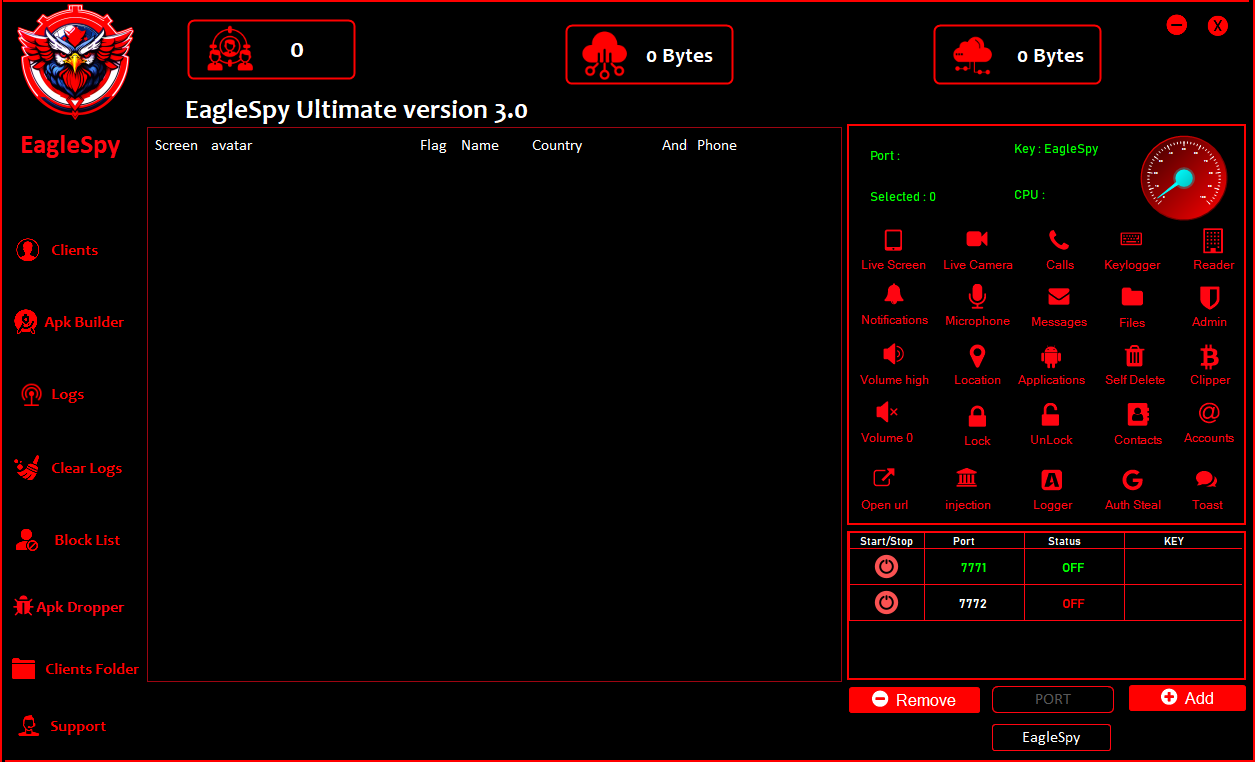 0
0 Bytes
0 Bytes
X
EagleSpy Ultimate version 3.0
EagleSpy
Screen avatar Flag Name Country And Phone
Port :
Key : EagleSpy
Selected : 0
CPU :
Clients
Apk Builder
Logs
Clear Logs
Block List
Apk Dropper
Clients Folder
Support
Live Screen Live Camera Calls Keylogger Reader
Notifications Microphone Messages Files Admin
Volume high Location Applications Self Delete Clipper
Volume 0 Lock UnLock Contacts Accounts
Open url injection Logger Auth Steal Toast
Start/Stop Port Status KEY
7771 OFF
7772 OFF
Remove PORT Add
EagleSpy